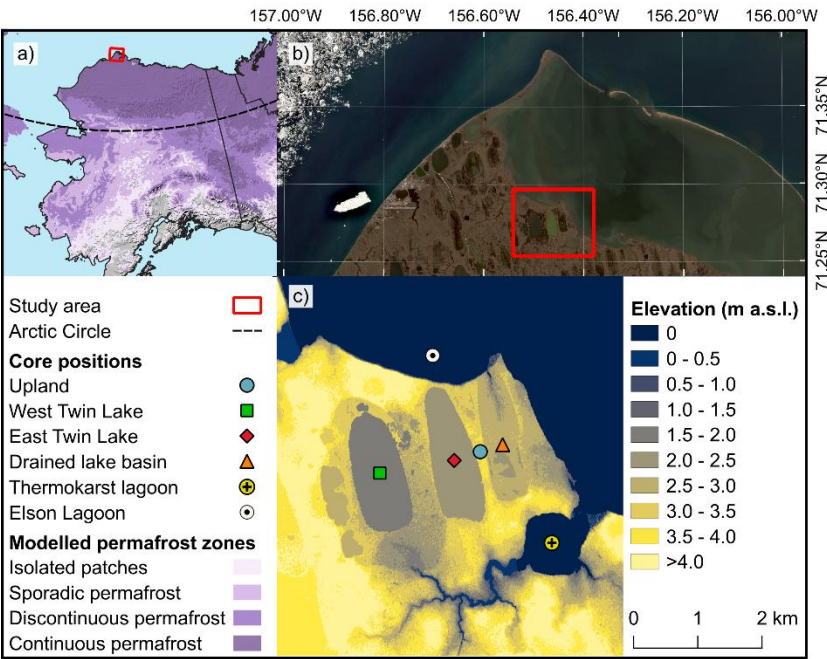 157.00°W 156.80°W 156.60°W 156.40°W 156.20°W 156.00°W
a)
b)
71.35°N
71.30°N
71.25°N
c)
Study area
Arctic Circle
Core positions
Upland
West Twin Lake
East Twin Lake
Drained lake basin
Thermokarst lagoon
Elson Lagoon
Modelled permafrost zones
Isolated patches
Sporadic permafrost
Discontinuous permafrost
Continuous permafrost
Elevation (m a.s.l.)
0
0 - 0.5
0.5 - 1.0
1.0 - 1.5
1.5 - 2.0
2.0 - 2.5
2.5 - 3.0
3.0 - 3.5
3.5 - 4.0
>4.0
0 1 2 km